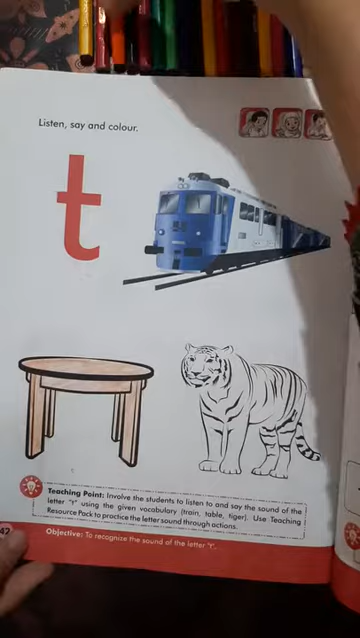 Listen, say and colour.
t
Teaching Point: Involve the students to listen to and say the sound of the
letter "t" using the given vocabulary (train, table, tiger). Use Teaching
Resource Pack to practice the letter sound through actions.
42
Objective: To recognize the sound of the letter "t".